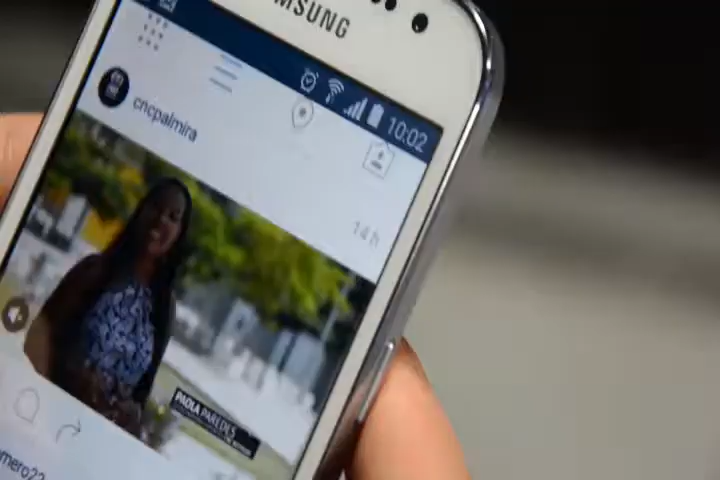 SAMSUNG
10:02
cncpalmira
14 h
PAOLA PAREDES